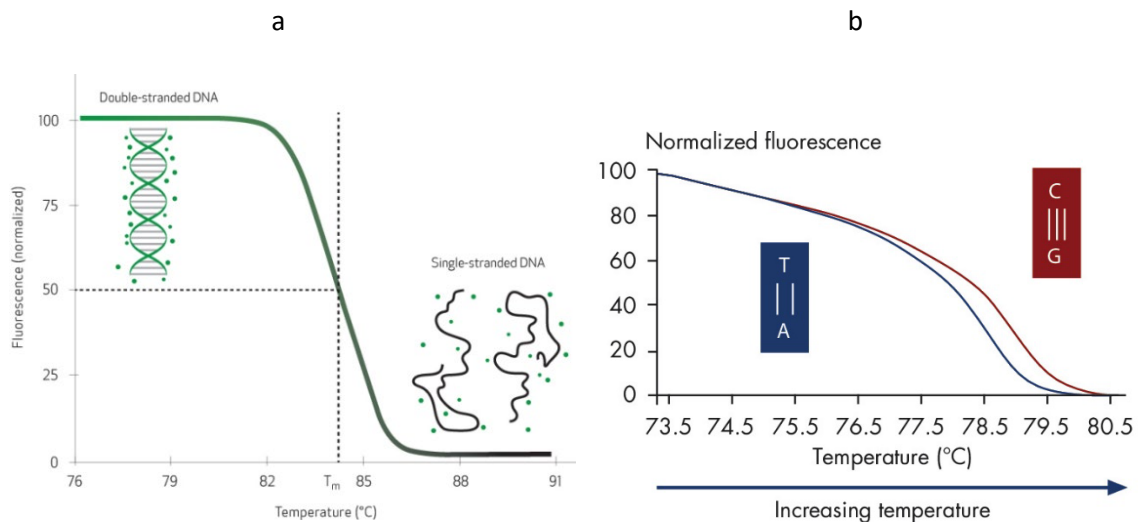 a
Double-stranded DNA
100
75
50
25
0
Fluorescence (normalized)
Single-stranded DNA
76 79 82 Tm 85 88 91
Temperature (°C)
b
Normalized fluorescence
100
80
60
40
20
0
T
A
C
G
73.5 74.5 75.5 76.5 77.5 78.5 79.5 80.5
Temperature (°C)
Increasing temperature